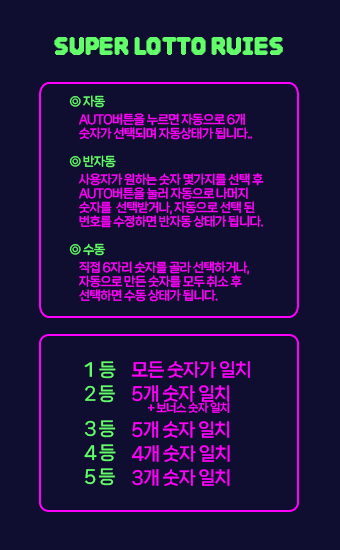 SUPER LOTTO RUIES
◎ 자동
AUTO버튼을 누르면 자동으로 6개
숫자가 선택되며 자동상태가 됩니다..
◎ 반자동
사용자가 원하는 숫자 몇가지를 선택 후
AUTO버튼을 눌러 자동으로 나머지
숫자를 선택받거나, 자동으로 선택 된
번호를 수정하면 반자동 상태가 됩니다.
◎ 수동
직접 6자리 숫자를 골라 선택하거나,
자동으로 만든 숫자를 모두 취소 후
선택하면 수동 상태가 됩니다.
1등 모든 숫자가 일치
2등 5개 숫자 일치
+ 보너스 숫자 일치
3등 5개 숫자 일치
4등 4개 숫자 일치
5등 3개 숫자 일치